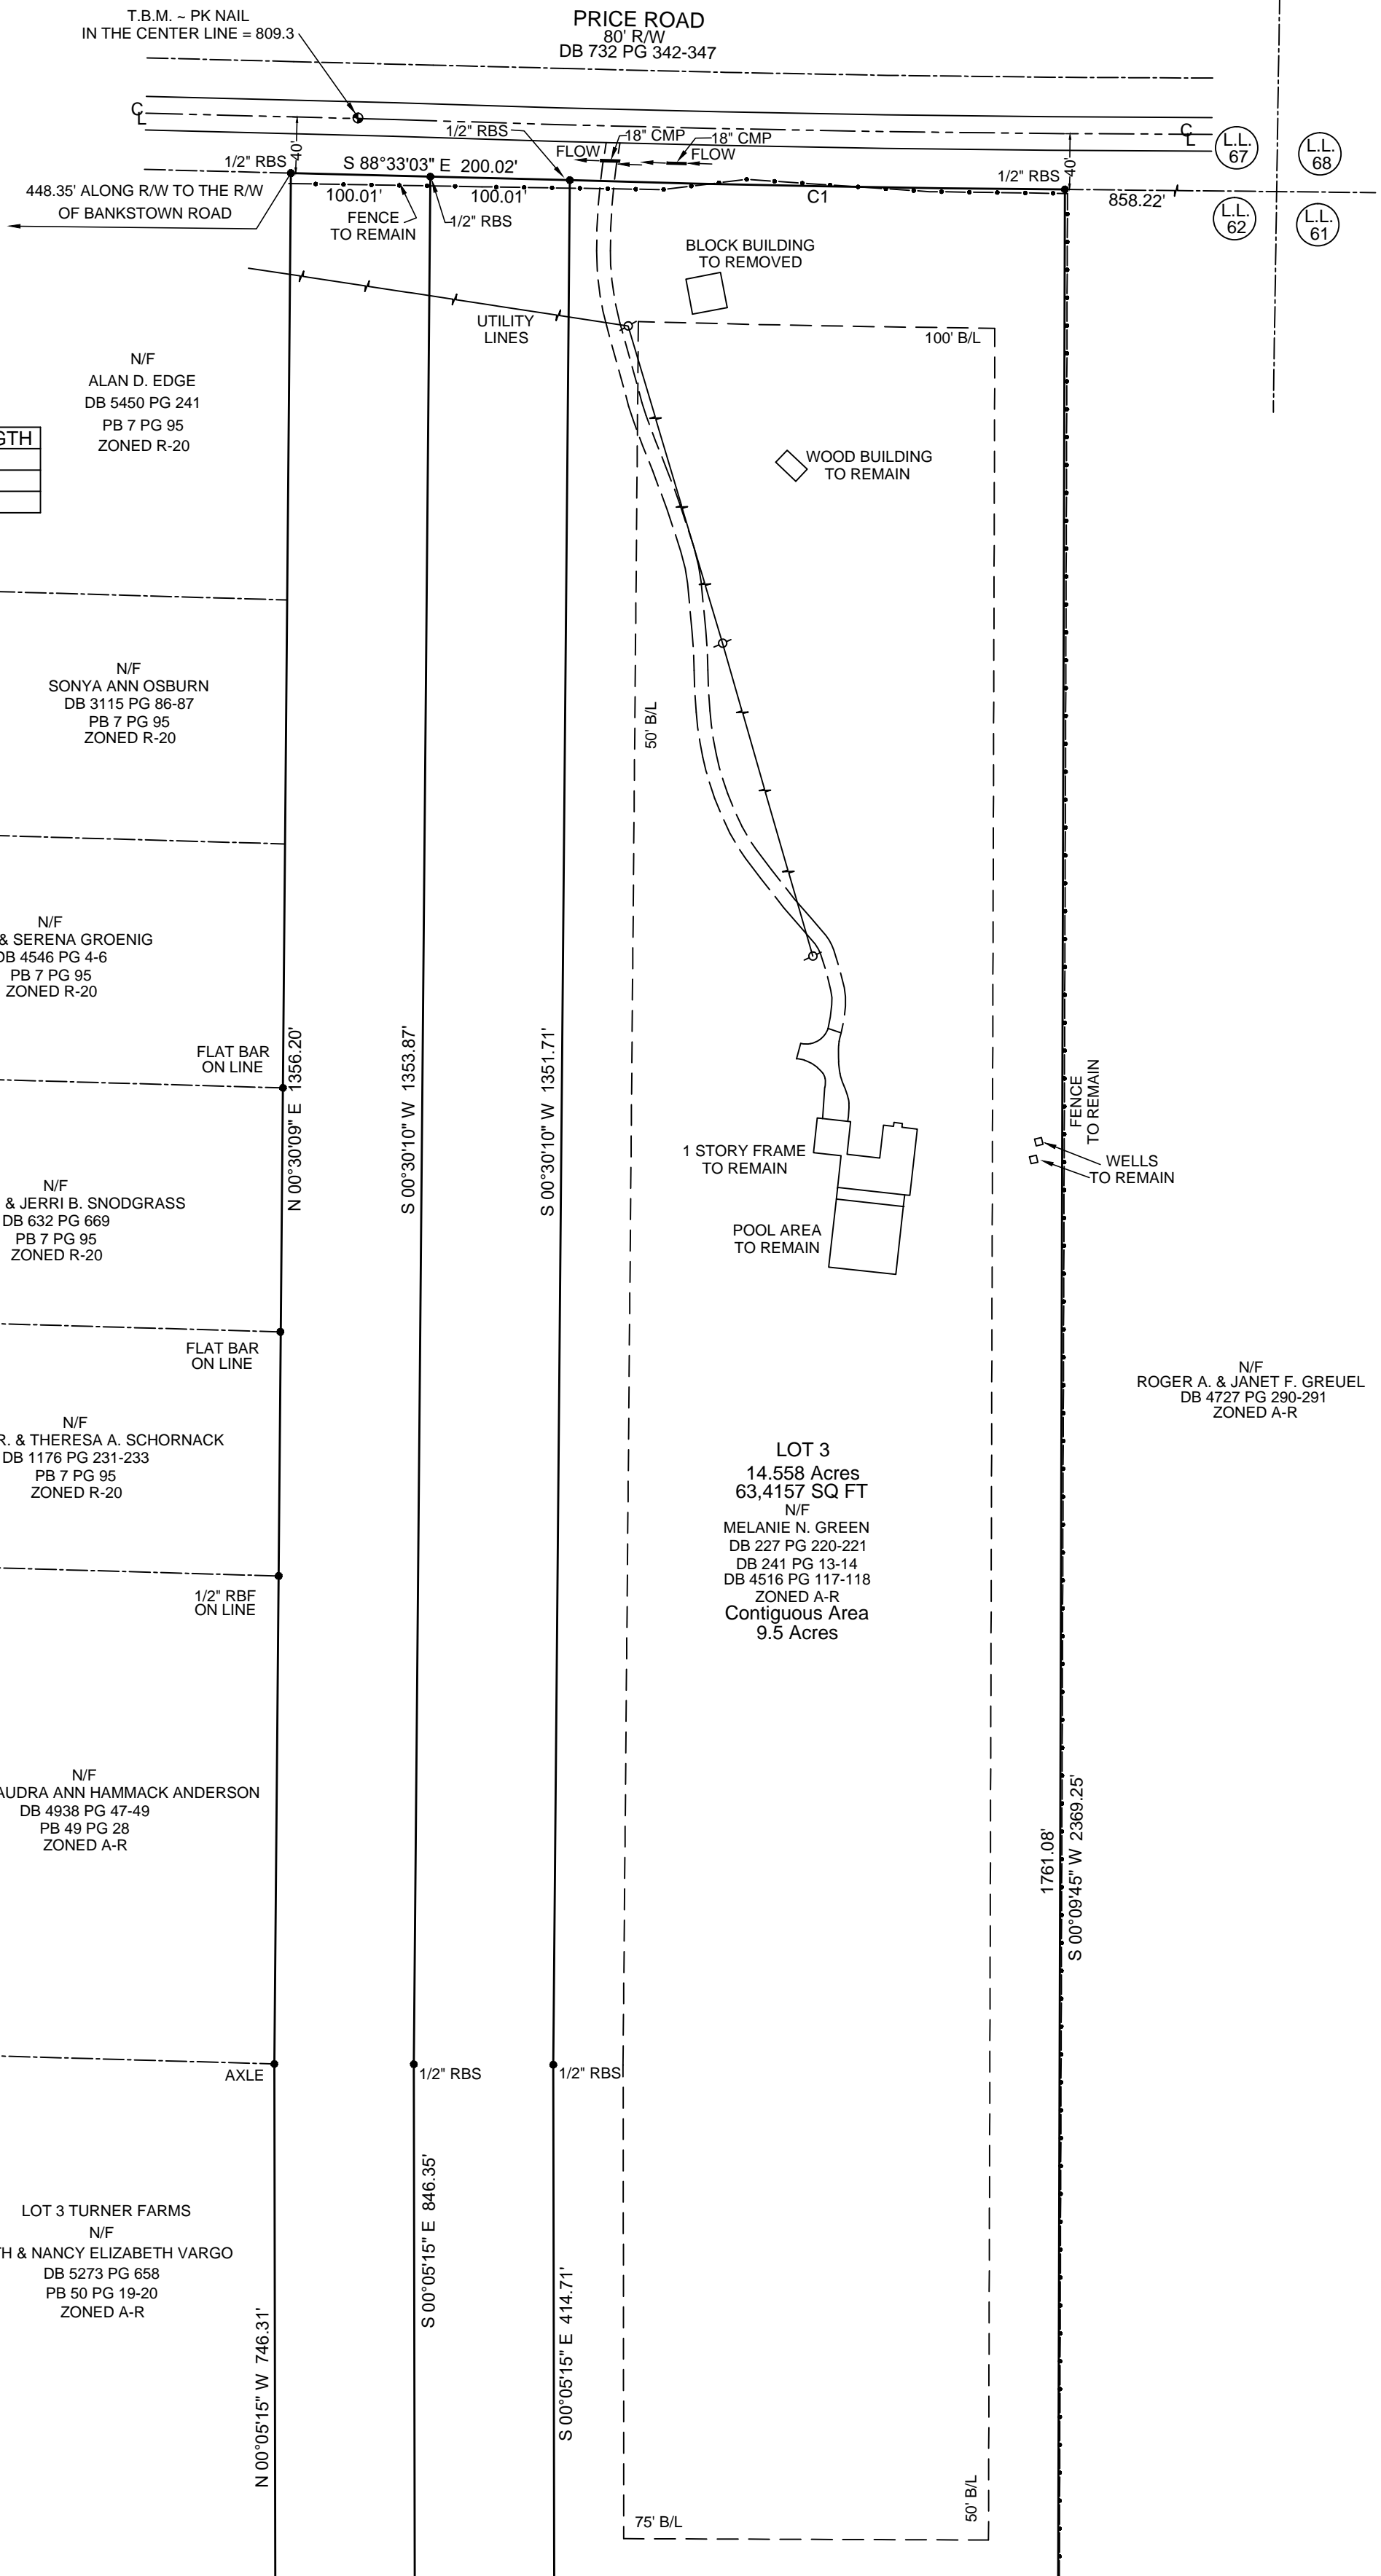 T.B.M. ~ PK NAIL
IN THE CENTER LINE = 809.3
PRICE ROAD
80' R/W
DB 732 PG 342-347
C
L
C
L
L.L.
67
L.L.
68
L.L.
62
L.L.
61
1/2" RBS
40'
S 88°33'03" E 200.02'
1/2" RBS
18" CMP
18" CMP
FLOW
FLOW
1/2" RBS
40'
858.22'
448.35' ALONG R/W TO THE R/W
OF BANKSTOWN ROAD
100.01'
100.01'
C1
FENCE
TO REMAIN
1/2" RBS
BLOCK BUILDING
TO REMOVED
UTILITY
LINES
100' B/L
N/F
ALAN D. EDGE
DB 5450 PG 241
PB 7 PG 95
ZONED R-20
GTH
WOOD BUILDING
TO REMAIN
N/F
SONYA ANN OSBURN
DB 3115 PG 86-87
PB 7 PG 95
ZONED R-20
50' B/L
N/F
& SERENA GROENIG
DB 4546 PG 4-6
PB 7 PG 95
ZONED R-20
FLAT BAR
ON LINE
N 00°30'09" E 1356.20'
S 00°30'10" W 1353.87'
S 00°30'10" W 1351.71'
FENCE
TO REMAIN
1 STORY FRAME
TO REMAIN
WELLS
TO REMAIN
N/F
& JERRI B. SNODGRASS
DB 632 PG 669
PB 7 PG 95
ZONED R-20
POOL AREA
TO REMAIN
FLAT BAR
ON LINE
N/F
ROGER A. & JANET F. GREUEL
DB 4727 PG 290-291
ZONED A-R
N/F
R. & THERESA A. SCHORNACK
DB 1176 PG 231-233
PB 7 PG 95
ZONED R-20
LOT 3
14.558 Acres
63,4157 SQ FT
N/F
MELANIE N. GREEN
DB 227 PG 220-221
DB 241 PG 13-14
DB 4516 PG 117-118
ZONED A-R
Contiguous Area
9.5 Acres
1/2" RBF
ON LINE
N/F
AUDRA ANN HAMMACK ANDERSON
DB 4938 PG 47-49
PB 49 PG 28
ZONED A-R
1761.08'
S 00°09'45" W 2369.25'
AXLE
1/2" RBS
1/2" RBS
LOT 3 TURNER FARMS
N/F
TH & NANCY ELIZABETH VARGO
DB 5273 PG 658
PB 50 PG 19-20
ZONED A-R
N 00°05'15" W 746.31'
S 00°05'15" E 846.35'
S 00°05'15" E 414.71'
75' B/L
50' B/L